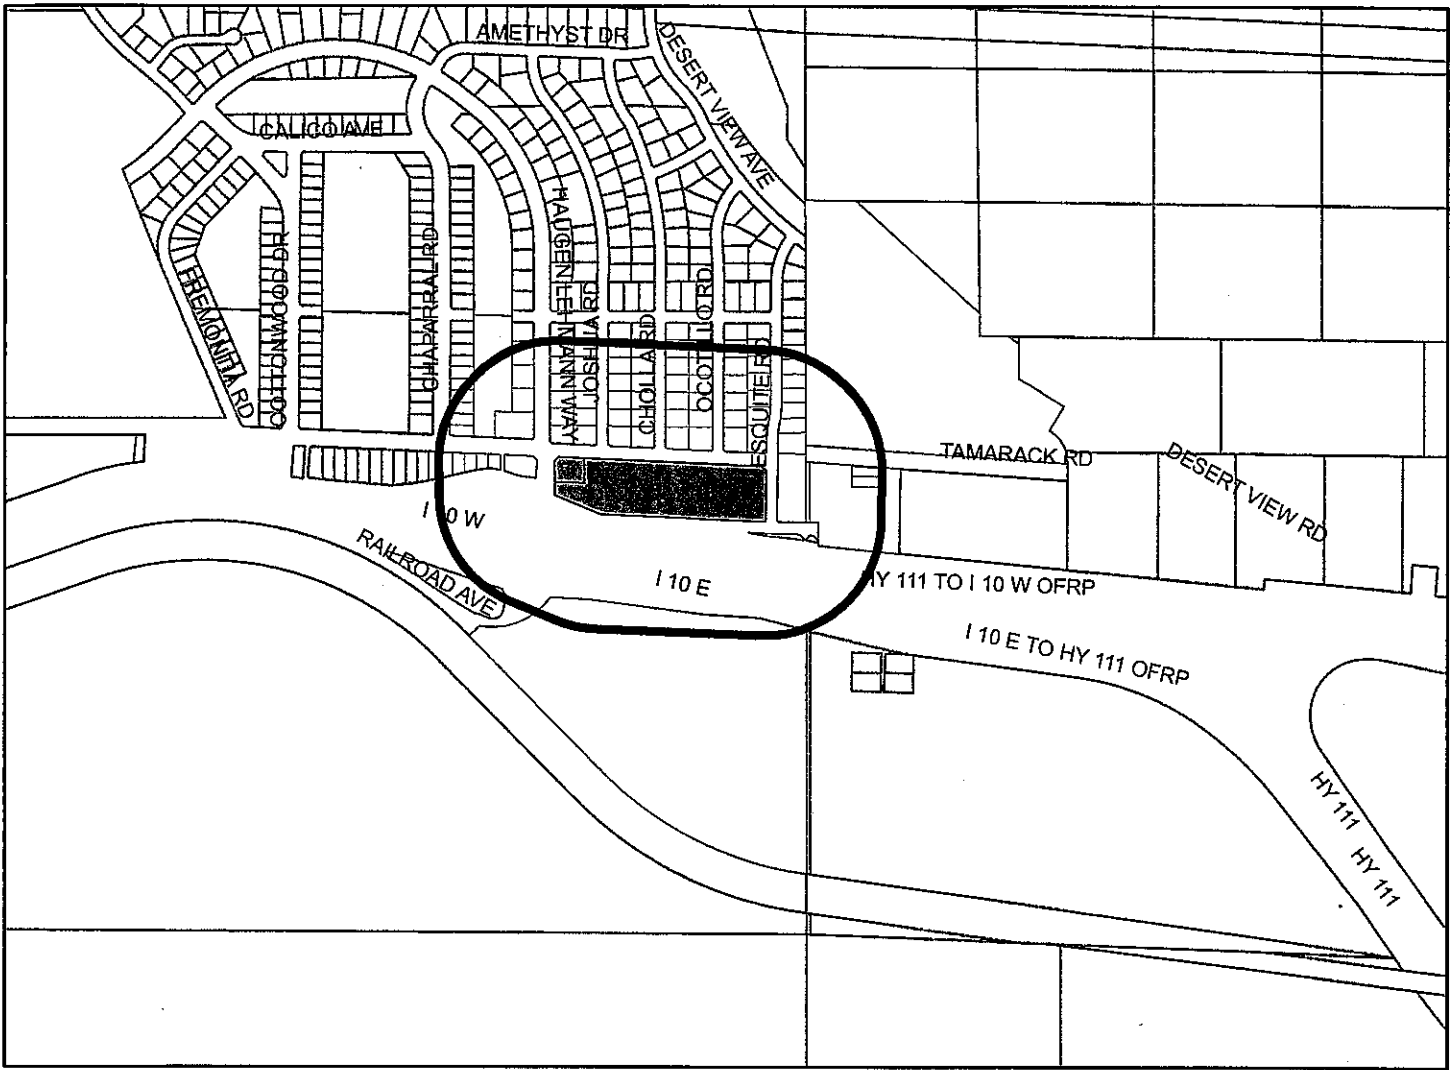 AMETHYST DR
DESERT VIEW AVE
CALICO AVE
HAUGEN LEHMANN WAY
COTTONWOOD DR
CHAPARRAL RD
FREMONTIA RD
JOSHUA RD
CHOLLA RD
OCOTILLO RD
ESQUITE RD
TAMARACK RD
DESERT VIEW RD
I 10 W
RAILROAD AVE
I 10 E
HY 111 TO I 10 W OFRP
I 10 E TO HY 111 OFRP
HY 111
HY 111